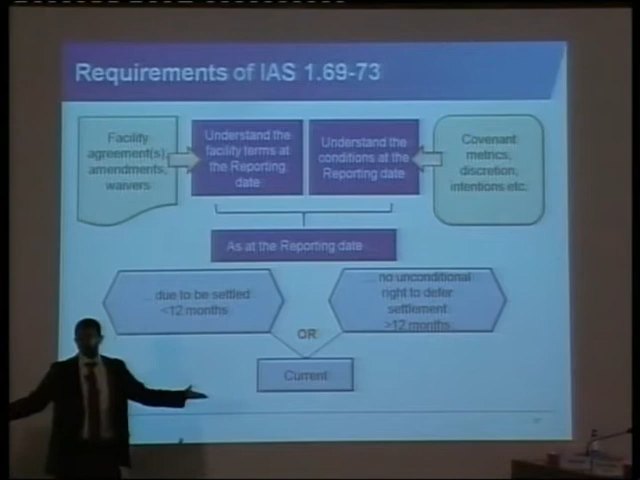 Requirements of IAS 1.69-73
Facility
agreement(s),
amendments,
waivers
Understand the
facility terms at
the Reporting
date
Understand the
conditions at the
Reporting date
Covenant
metrics,
discretion,
intentions etc.
As at the Reporting date
... due to be settled
<12 months
... no unconditional
right to defer
settlement
>12 months
OR
Current